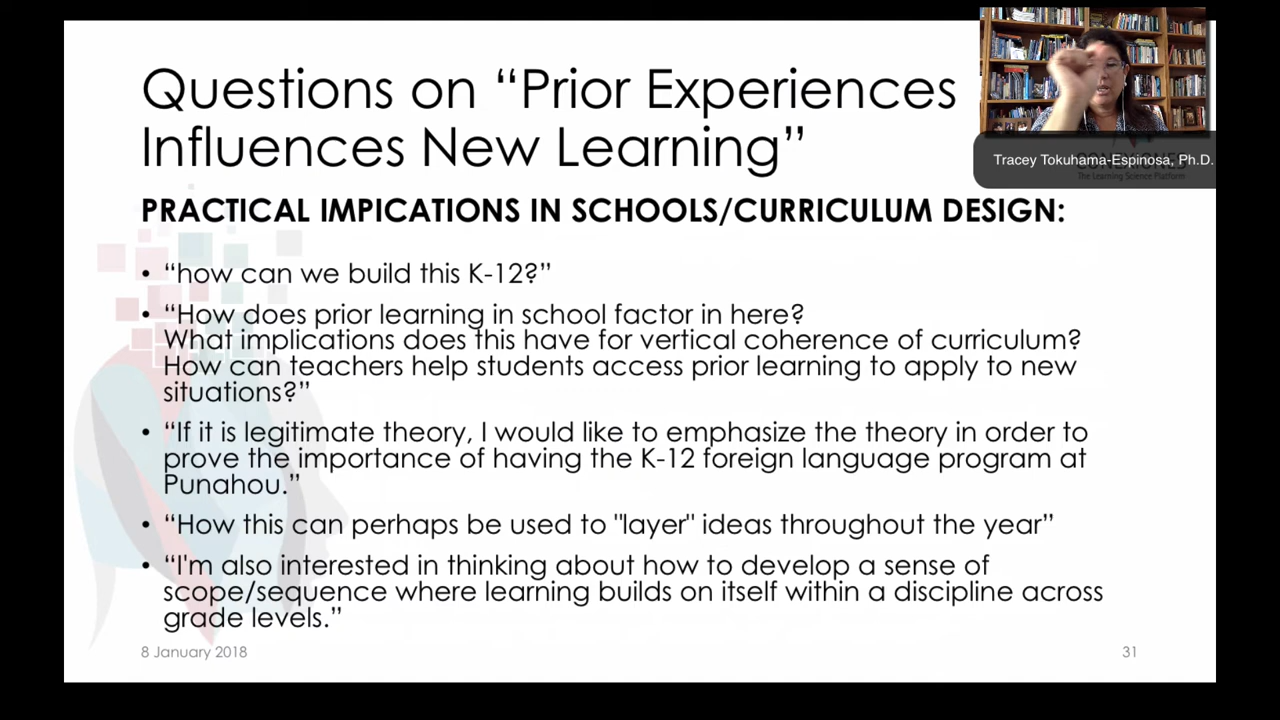 Questions on “Prior Experiences
Influences New Learning”
Tracey Tokuhama-Espinosa, Ph.D.
CONEXIONES
The Learning Science Platform
PRACTICAL IMPICATIONS IN SCHOOLS/CURRICULUM DESIGN:
• “how can we build this K-12?”
• “How does prior learning in school factor in here?
What implications does this have for vertical coherence of curriculum?
How can teachers help students access prior learning to apply to new
situations?”
• “If it is legitimate theory, I would like to emphasize the theory in order to
prove the importance of having the K-12 foreign language program at
Punahou.”
• “How this can perhaps be used to "layer" ideas throughout the year”
• “I'm also interested in thinking about how to develop a sense of
scope/sequence where learning builds on itself within a discipline across
grade levels.”
8 January 2018
31